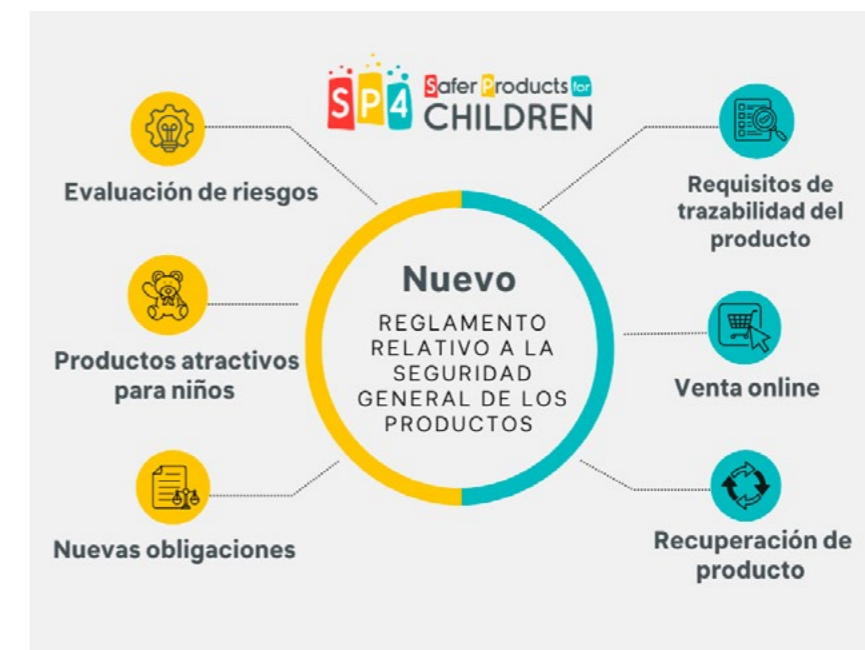 SP4 Safer Products for
CHILDREN
Evaluación de riesgos
Productos atractivos
para niños
Nuevas obligaciones
Nuevo
REGLAMENTO
RELATIVO A LA
SEGURIDAD
GENERAL DE LOS
PRODUCTOS
Requisitos de
trazabilidad del
producto
Venta online
Recuperación de
producto